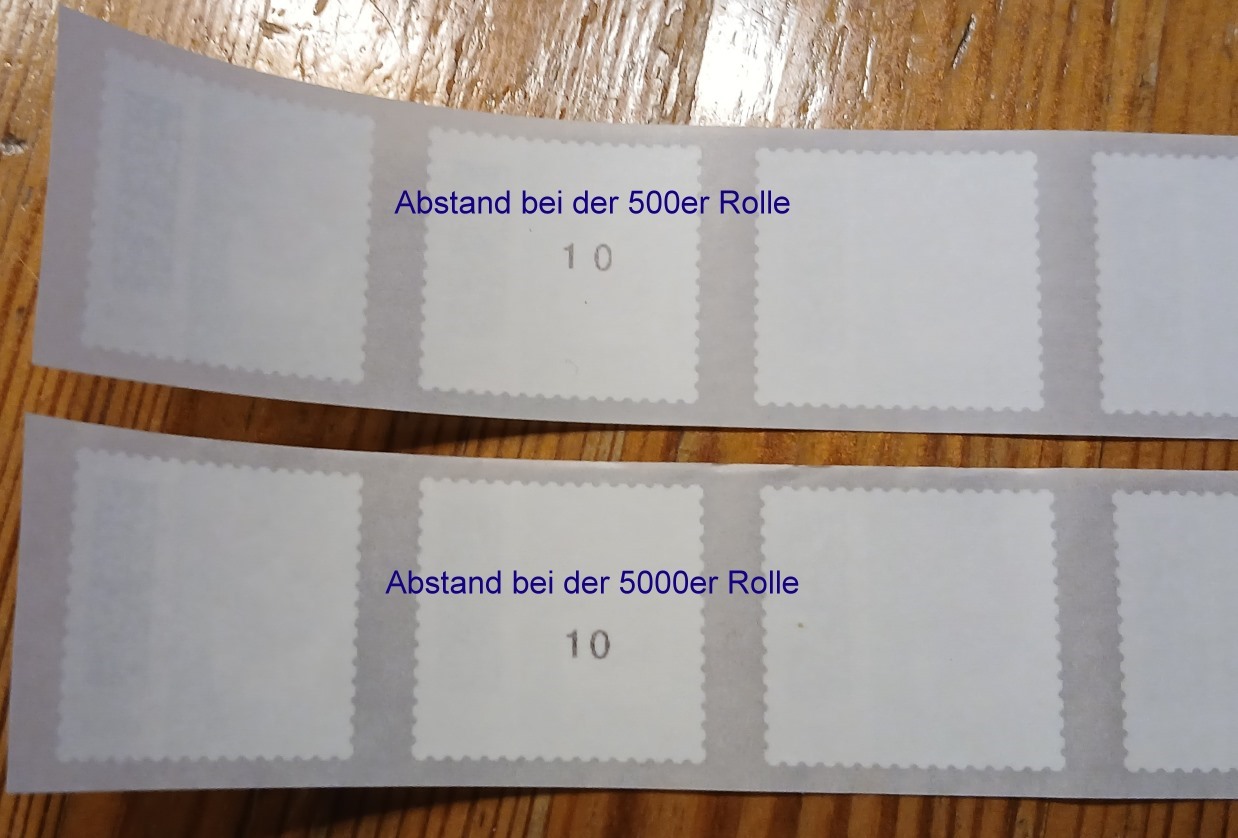 Abstand bei der 500er Rolle
1 0
Abstand bei der 5000er Rolle
10